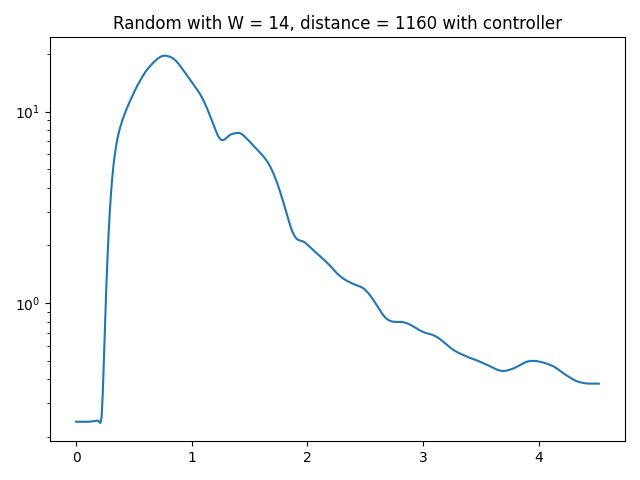 Random with W = 14, distance = 1160 with controller
10¹
10⁰
0 1 2 3 4